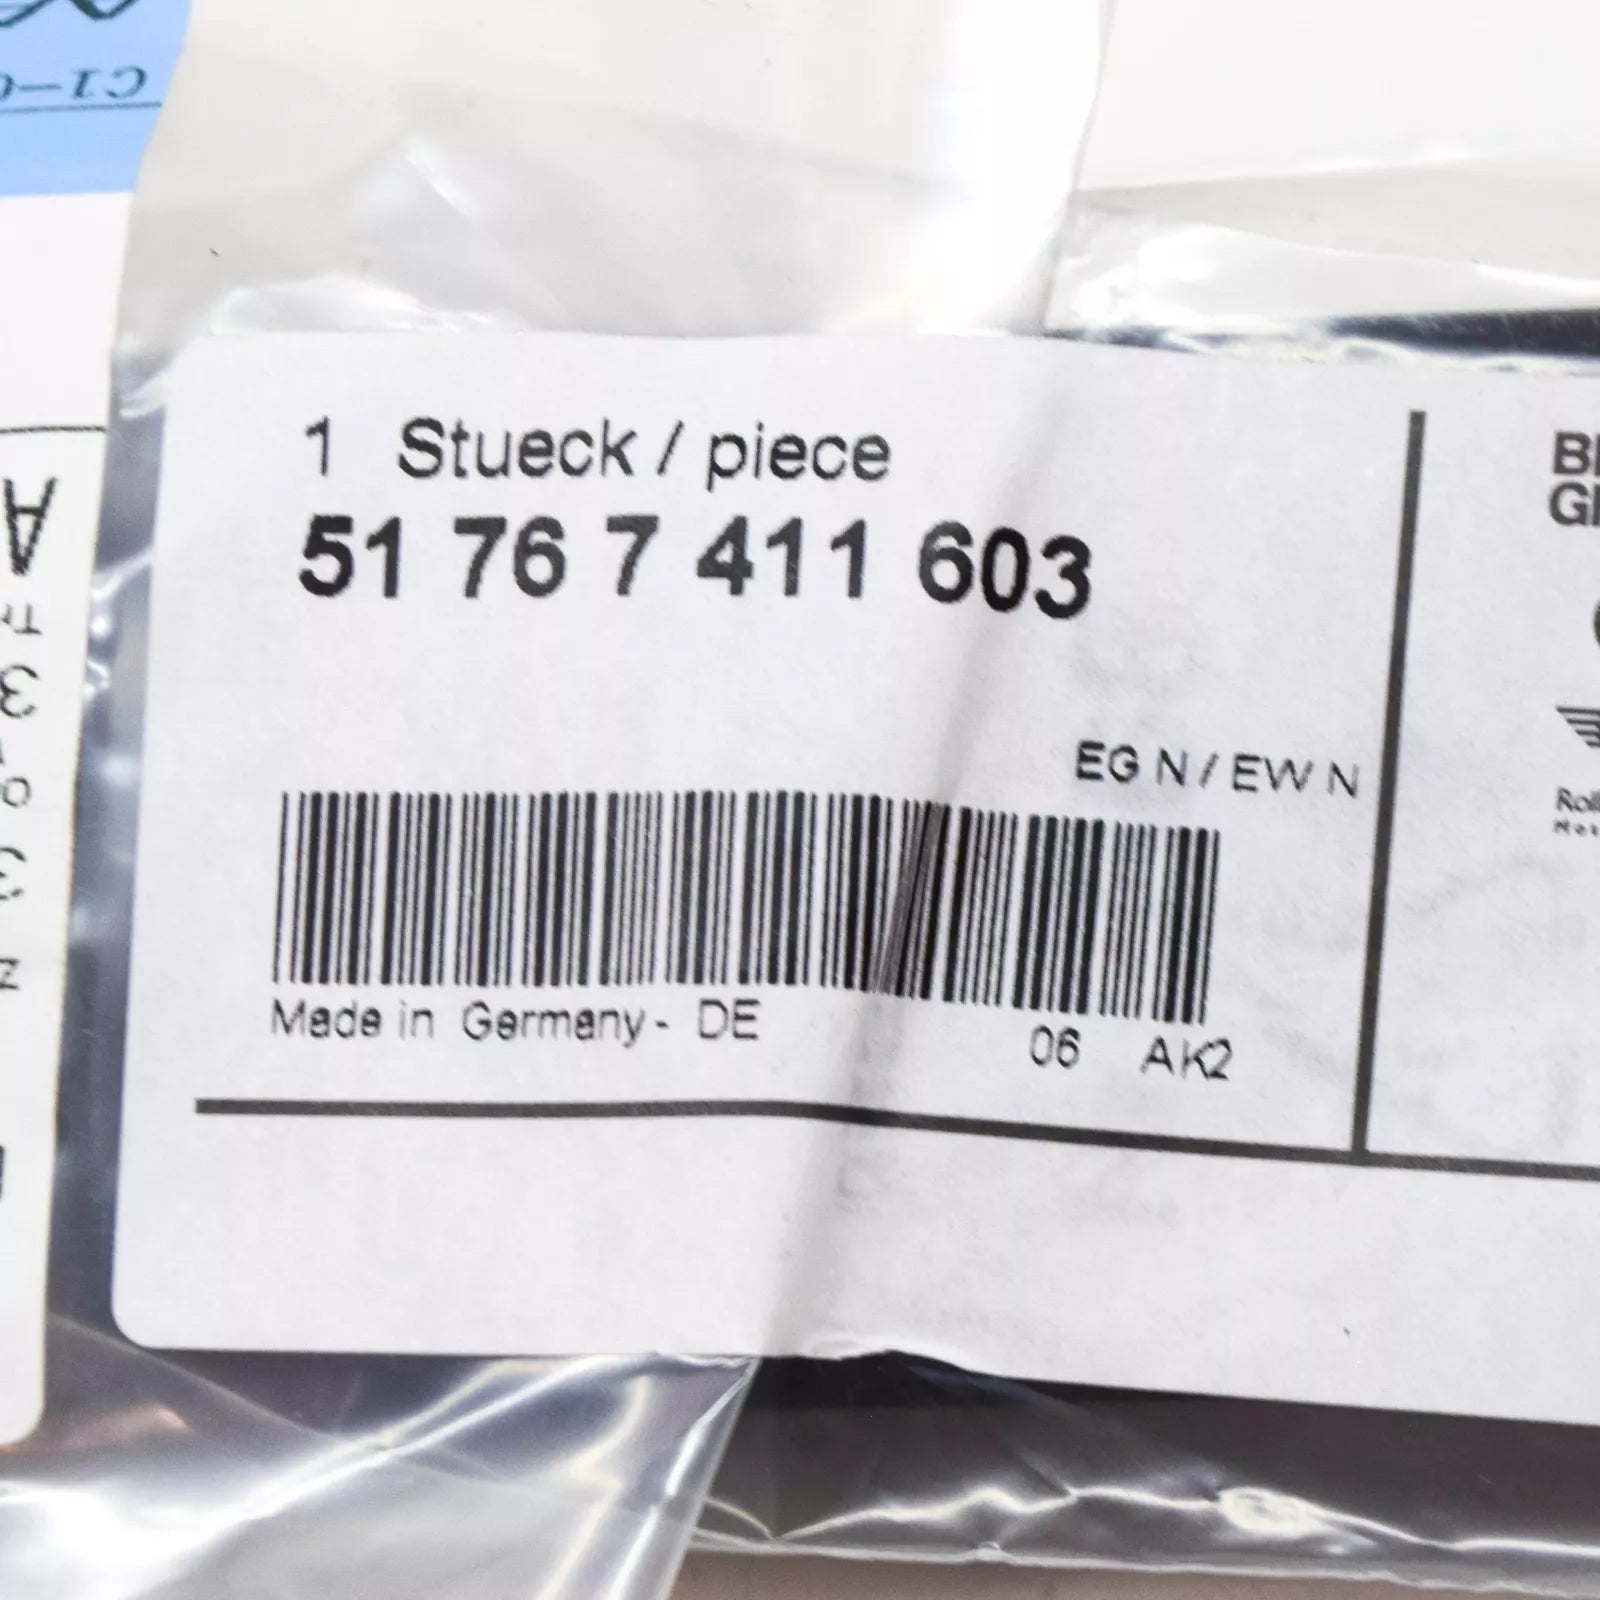 1 Stueck / piece
51 76 7 411 603
EG N / EW N
Made in Germany - DE 06 AK2